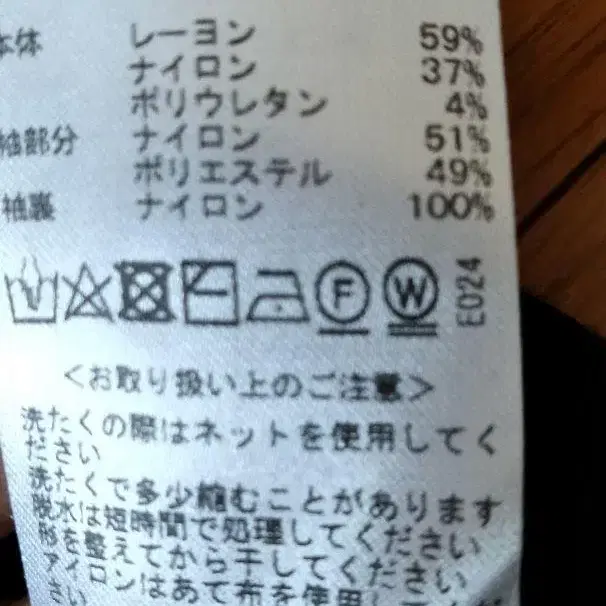 本体 レーヨン 59%
ナイロン 37%
ポリウレタン 4%
袖部分 ナイロン 51%
ポリエステル 49%
袖裏 ナイロン 100%
F W E024
<お取り扱い上のご注意>
洗たくの際はネットを使用してく
ださい
洗たくで多少縮むことがあります
脱水は短時間で処理してください
形を整えてから干してください
アイロンはあて布を使用して
さい